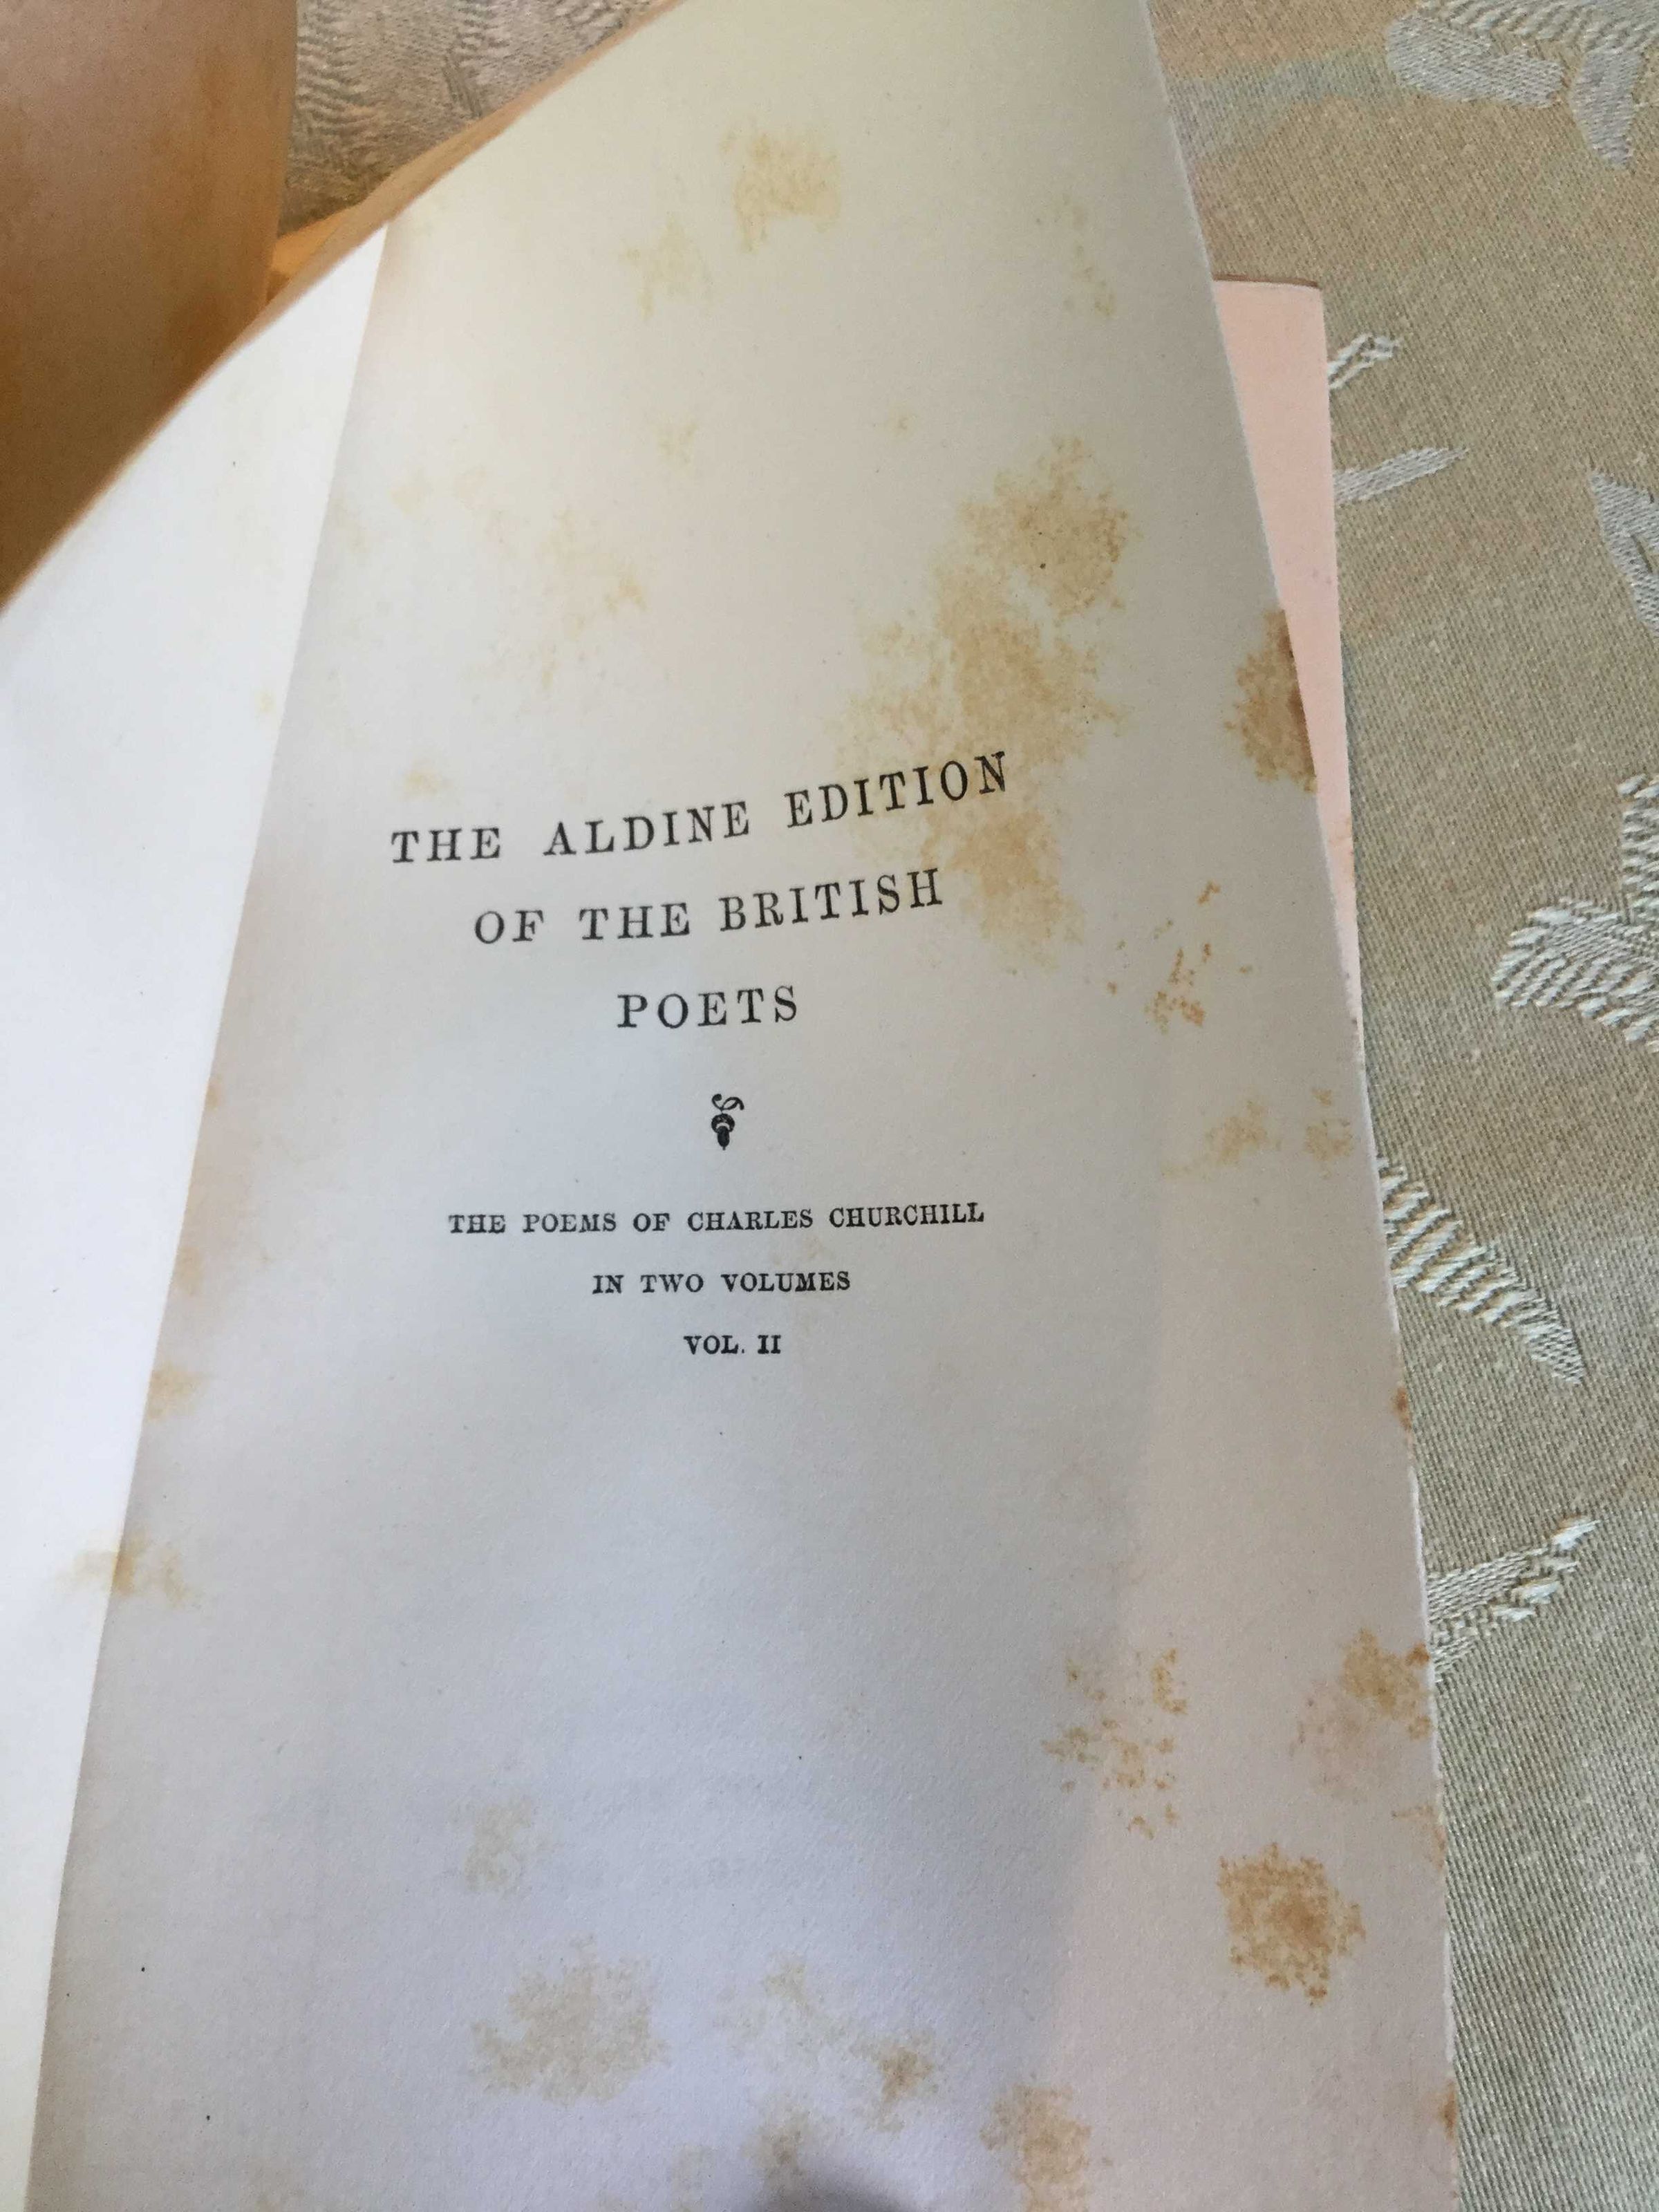 THE ALDINE EDITION
OF THE BRITISH
POETS
THE POEMS OF CHARLES CHURCHILL
IN TWO VOLUMES
VOL. II